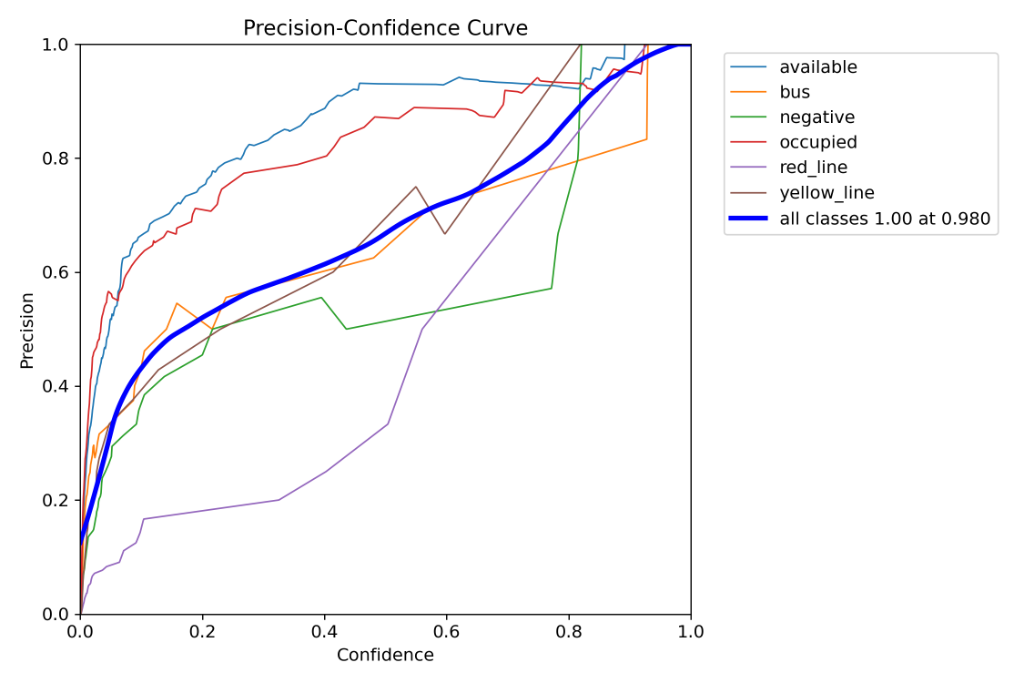 Precision-Confidence Curve
1.0
0.8
0.6
0.4
0.2
0.0
Precision
0.0 0.2 0.4 0.6 0.8 1.0
Confidence
available
bus
negative
occupied
red_line
yellow_line
all classes 1.00 at 0.980